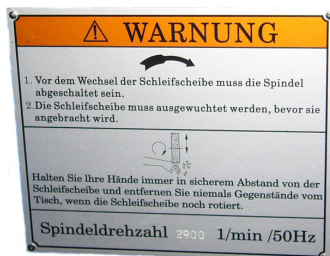 WARNUNG
1. Vor dem Wechsel der Schleifscheibe muss die Spindel
abgeschaltet sein.
2. Die Schleifscheibe muss ausgewuchtet werden, bevor sie
angebracht wird.
Halten Sie Ihre Hände immer in sicherem Abstand von der
Schleifscheibe und entfernen Sie niemals Gegenstände vom
Tisch, wenn die Schleifscheibe noch rotiert.
Spindeldrehzahl 2900 1/min /50Hz